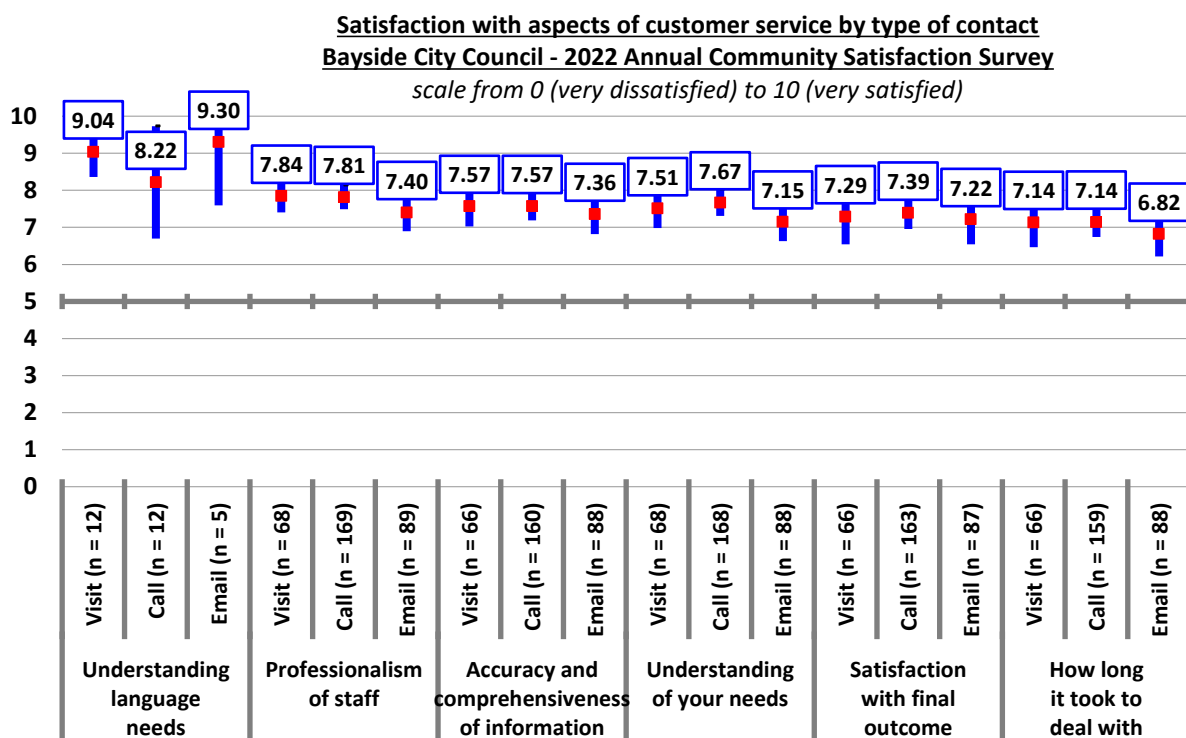 Satisfaction with aspects of customer service by type of contact
Bayside City Council - 2022 Annual Community Satisfaction Survey
scale from 0 (very dissatisfied) to 10 (very satisfied)
10
9
8
7
6
5
4
3
2
1
0
9.04
8.22
9.30
7.84
7.81
7.40
7.57
7.57
7.36
7.51
7.67
7.15
7.29
7.39
7.22
7.14
7.14
6.82
Visit (n = 12)
Call (n = 12)
Email (n = 5)
Visit (n = 68)
Call (n = 169)
Email (n = 89)
Visit (n = 66)
Call (n = 160)
Email (n = 88)
Visit (n = 68)
Call (n = 168)
Email (n = 88)
Visit (n = 66)
Call (n = 163)
Email (n = 87)
Visit (n = 66)
Call (n = 159)
Email (n = 88)
Understanding
language
needs
Professionalism
of staff
Accuracy and
comprehensiveness
of information
Understanding
of your needs
Satisfaction
with final
outcome
How long
it took to
deal with